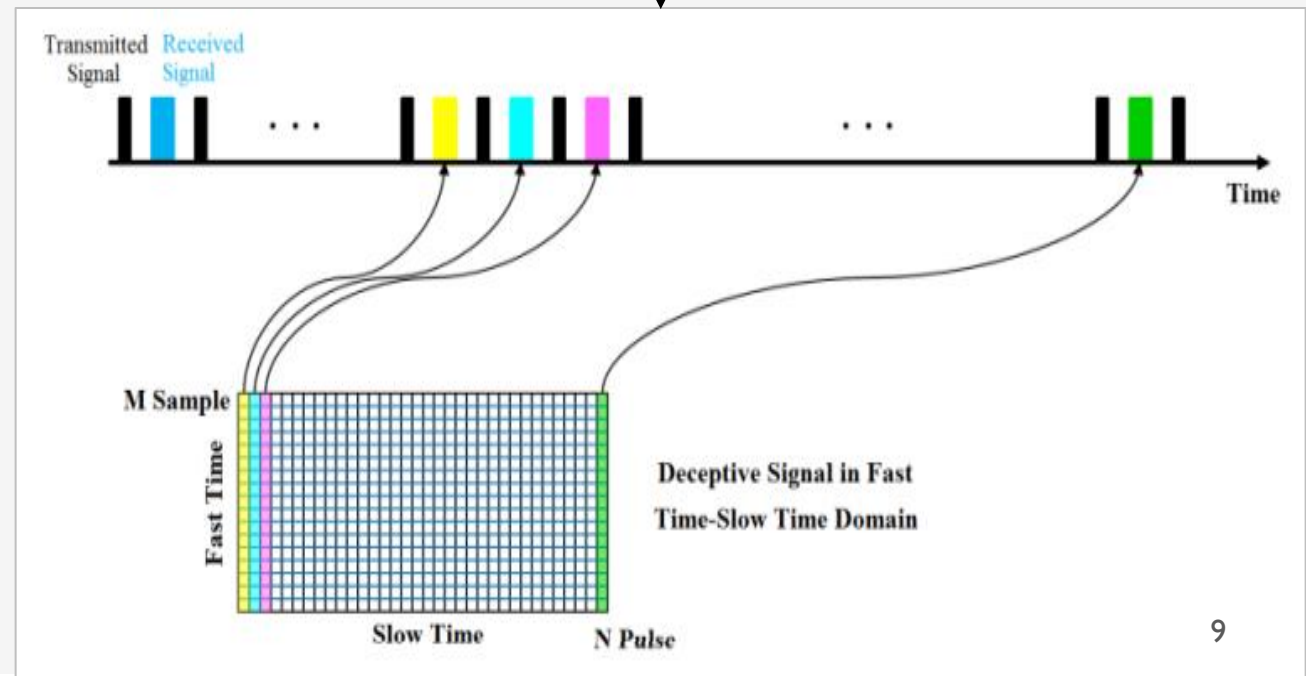 Transmitted Received
Signal Signal
. . .
. . .
Time
M Sample
Fast Time
Deceptive Signal in Fast
Time-Slow Time Domain
Slow Time
N Pulse
9